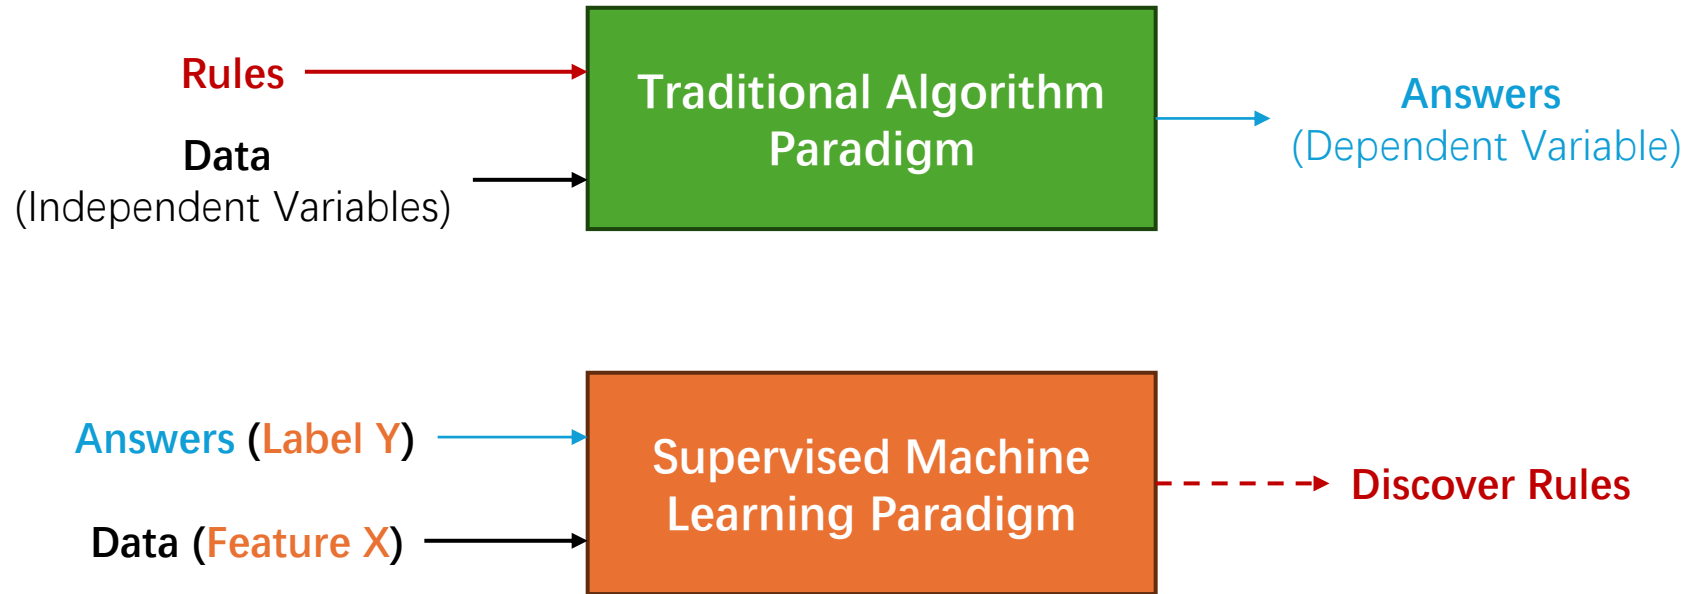 Rules
Data
(Independent Variables)
Traditional Algorithm
Paradigm
Answers
(Dependent Variable)
Answers (Label Y)
Data (Feature X)
Supervised Machine
Learning Paradigm
Discover Rules